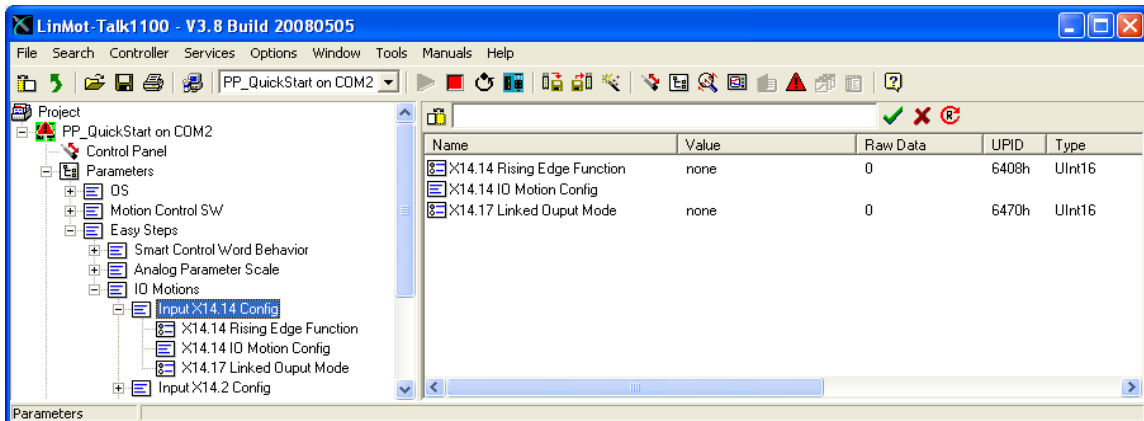 LinMot-Talk1100 - V3.8 Build 20080505
File Search Controller Services Options Window Tools Manuals Help
PP_QuickStart on COM2
Project
PP_QuickStart on COM2
Control Panel
Parameters
OS
Motion Control SW
Easy Steps
Smart Control Word Behavior
Analog Parameter Scale
IO Motions
Input X14.14 Config
X14.14 Rising Edge Function
X14.14 IO Motion Config
X14.17 Linked Ouput Mode
Input X14.2 Config
Name Value Raw Data UPID Type
X14.14 Rising Edge Function none 0 6408h UInt16
X14.14 IO Motion Config
X14.17 Linked Ouput Mode none 0 6470h UInt16
Parameters